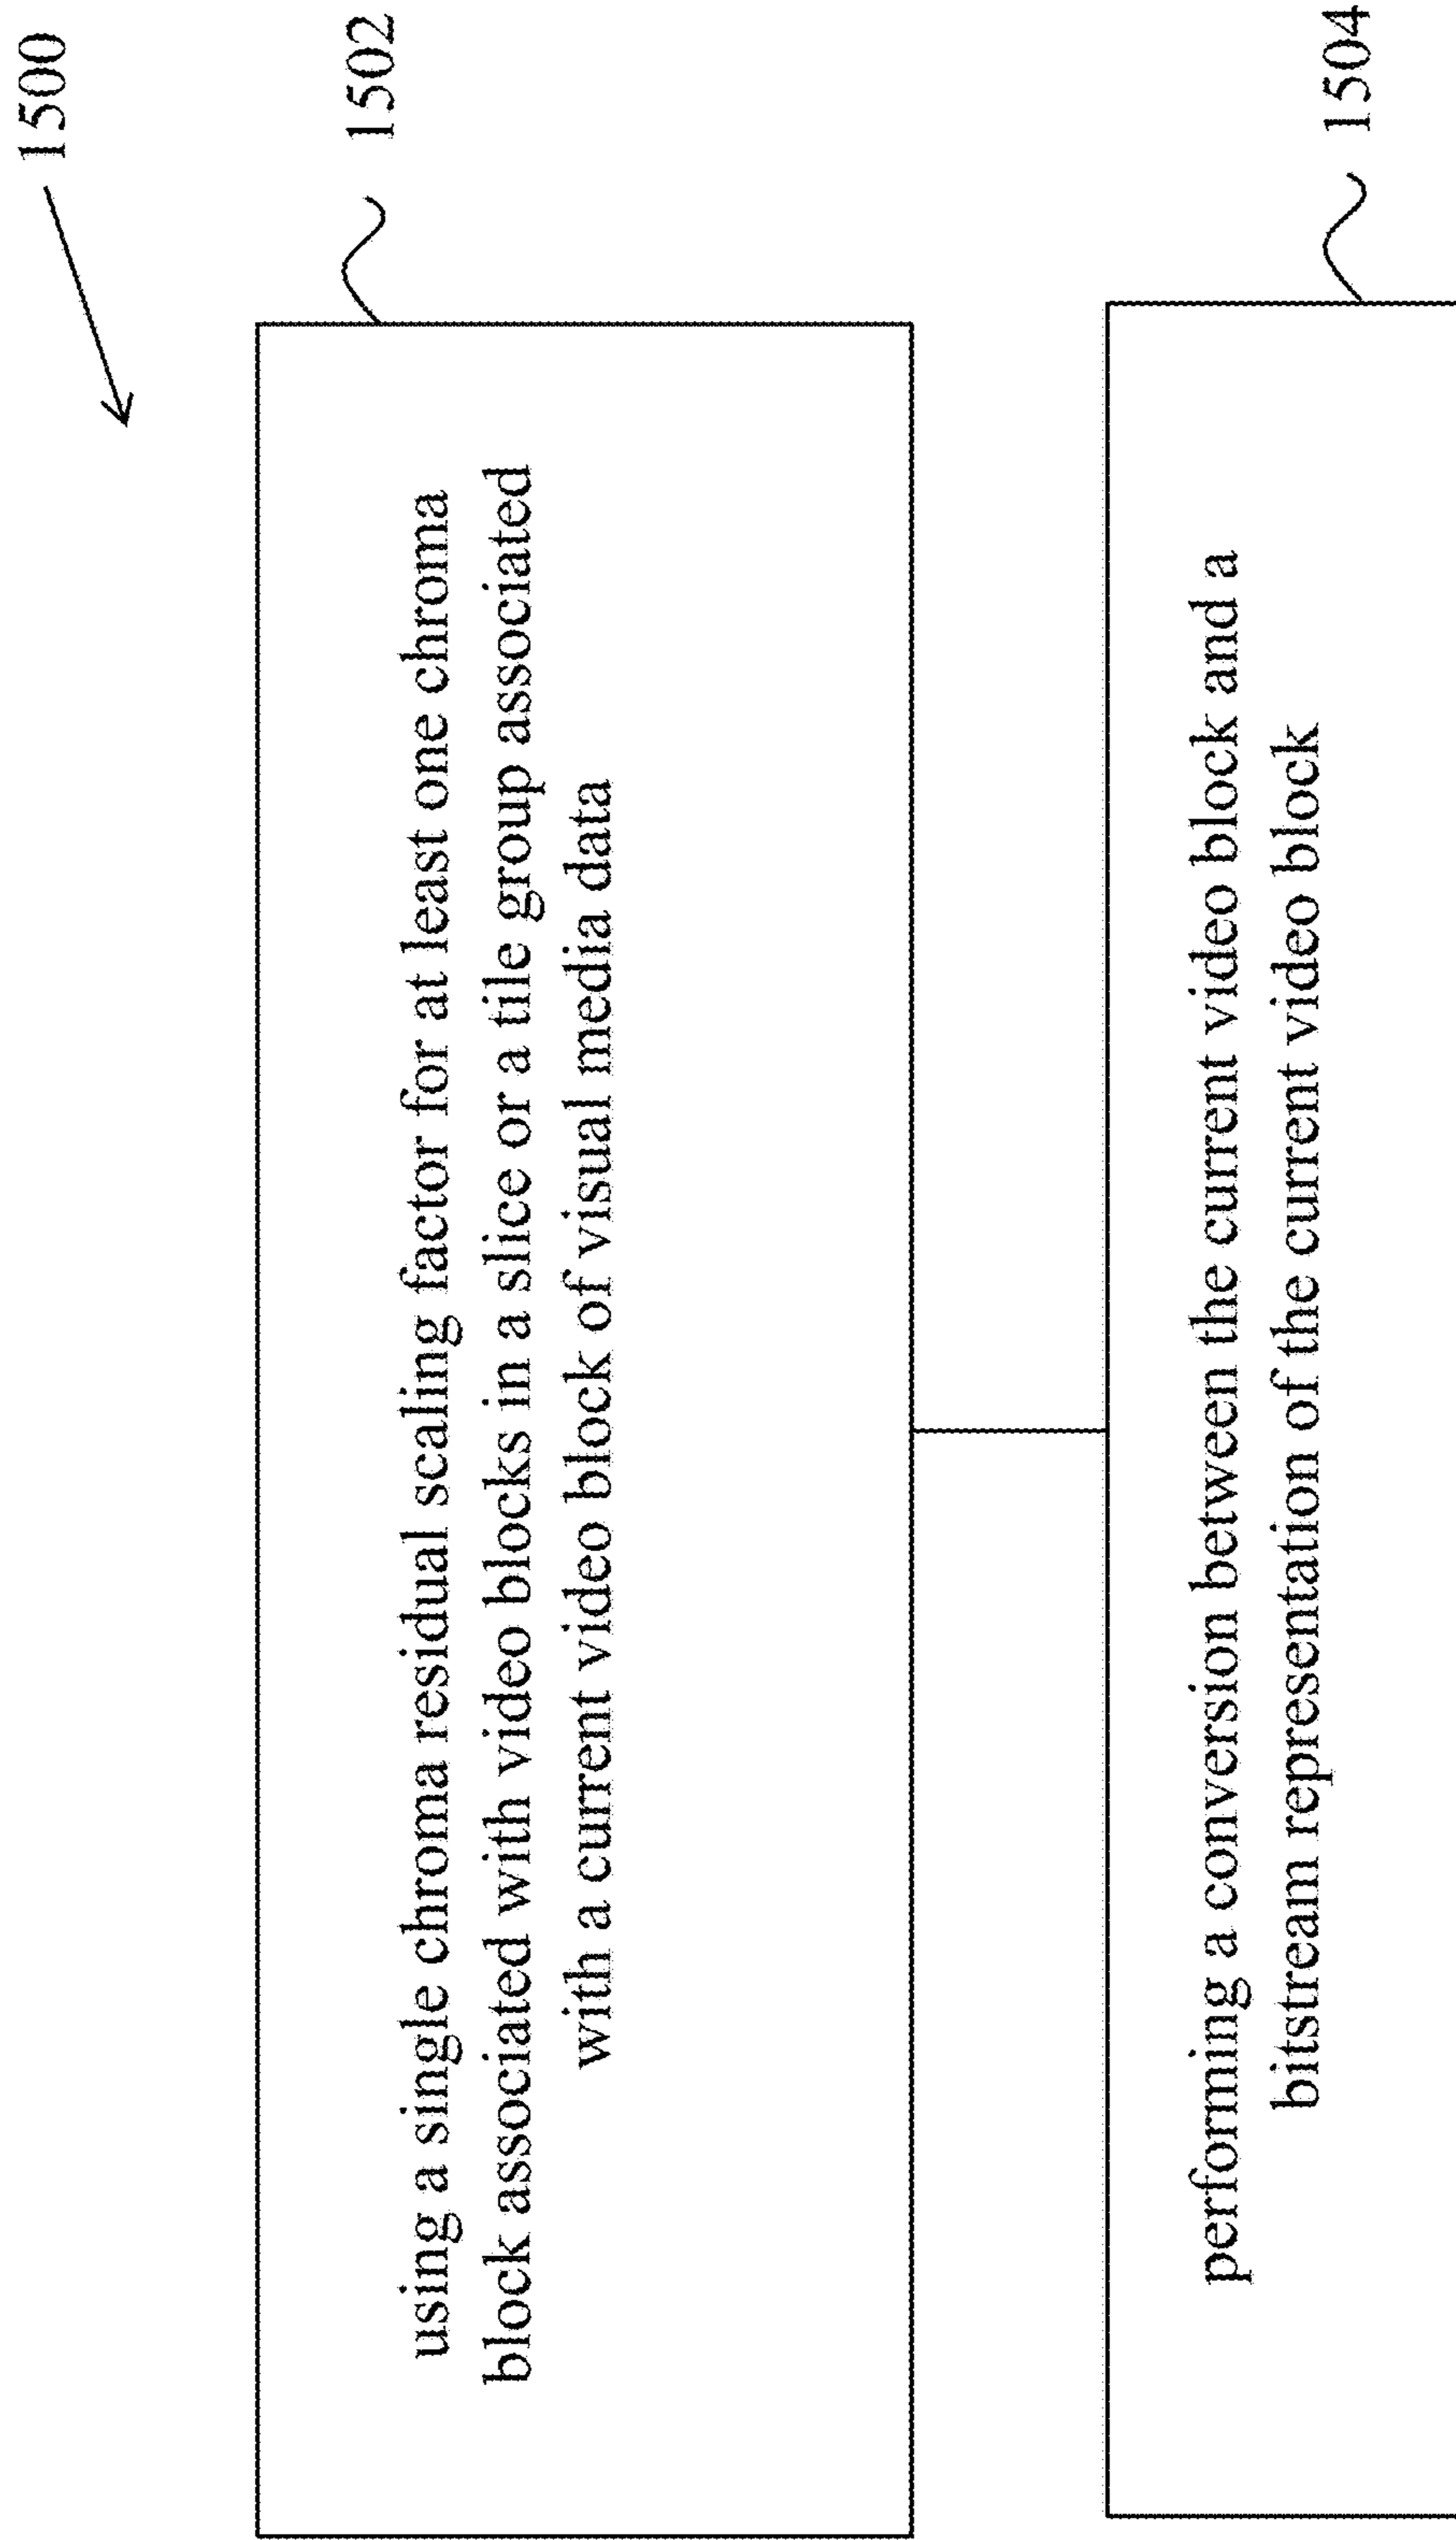 1500
1502
using a single chroma residual scaling factor for at least one chroma
block associated with video blocks in a slice or a tile group associated
with a current video block of visual media data
1504
performing a conversion between the current video block and a
bitstream representation of the current video block